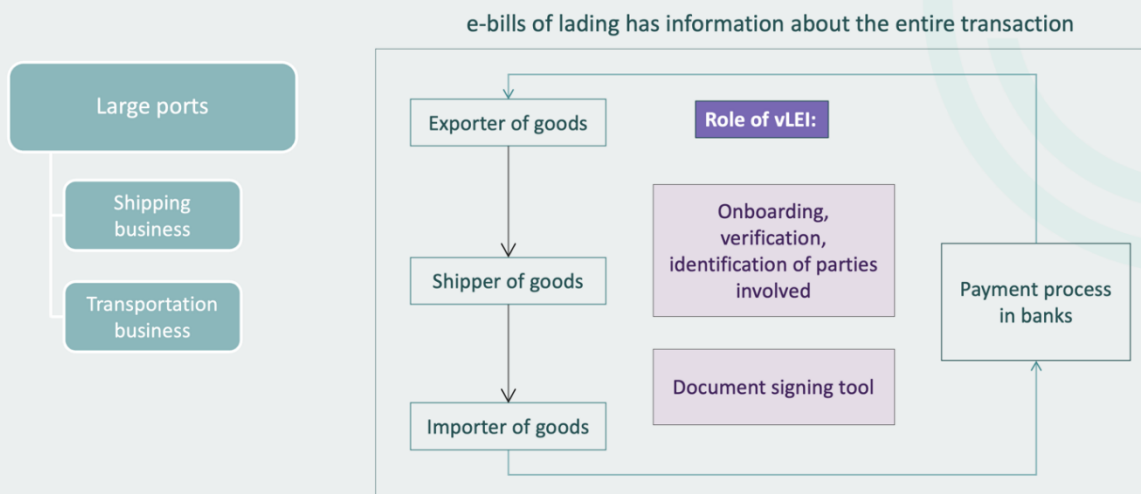 e-bills of lading has information about the entire transaction
Large ports
Shipping
business
Transportation
business
Exporter of goods
Shipper of goods
Importer of goods
Role of vLEI:
Onboarding,
verification,
identification of parties
involved
Document signing tool
Payment process
in banks